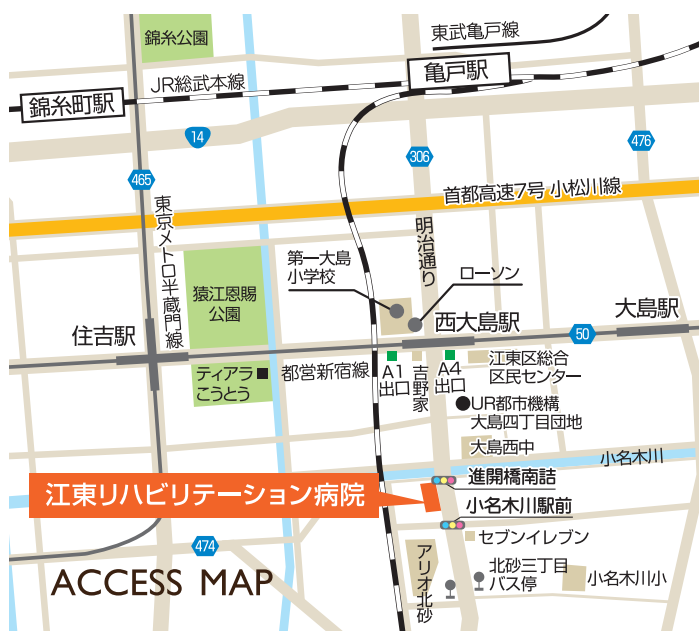 東武亀戸線
錦糸公園
亀戸駅
JR総武本線
錦糸町駅
14
306
476
465
首都高速7号 小松川線
東京メトロ半蔵門線
明治通り
第一大島
小学校
ローソン
猿江恩賜
公園
大島駅
西大島駅
50
住吉駅
江東区総合
区民センター
都営新宿線
A1
出口
吉野家
A4
出口
ティアラ
こうとう
UR都市機構
大島四丁目団地
大島西中
小名木川
進開橋南詰
江東リハビリテーション病院
小名木川駅前
セブンイレブン
474
アリオ北砂
北砂三丁目
バス停
小名木川小
ACCESS MAP